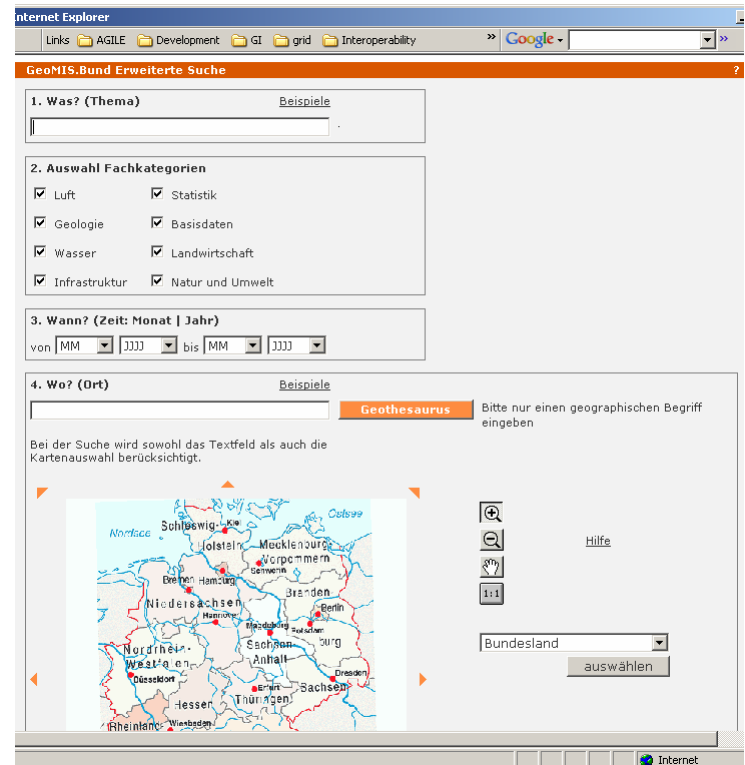 Internet Explorer
Links AGILE Development GI grid Interoperability » Google »
GeoMIS.Bund Erweiterte Suche ?
1. Was? (Thema) Beispiele
2. Auswahl Fachkategorien
Luft Statistik
Geologie Basisdaten
Wasser Landwirtschaft
Infrastruktur Natur und Umwelt
3. Wann? (Zeit: Monat | Jahr)
von MM JJJJ bis MM JJJJ
4. Wo? (Ort) Beispiele
Geothesaurus Bitte nur einen geographischen Begriff
eingeben
Bei der Suche wird sowohl das Textfeld als auch die
Kartenauswahl berücksichtigt.
Nordsee Ostsee
Schleswig- Kiel
Holstein Mecklenburg-
Vorpommern
Schwerin
Bremen Hamburg
Branden
Niedersachsen Berlin
Hannover
Magdeburg Potsdam
Nordrhein- Sachsen- burg
Westfalen Anhalt
Düsseldorf Dresden
Erfurt Sachsen
Hessen Thüringen
Rheinland- Wiesbaden
Hilfe
1:1
Bundesland
auswählen
Internet